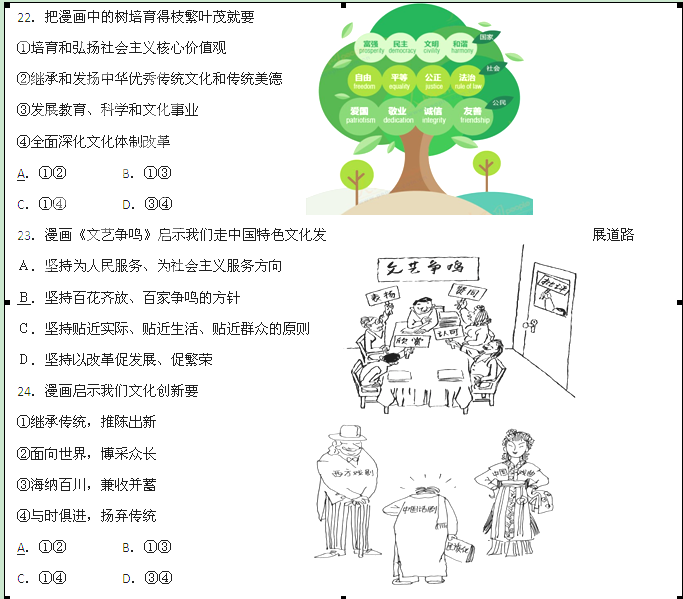 22. 把漫画中的树培育得枝繁叶茂就要
①培育和弘扬社会主义核心价值观
②继承和发扬中华优秀传统文化和传统美德
③发展教育、科学和文化事业
④全面深化文化体制改革
A. ①② B. ①③
C. ①④ D. ③④
富强 民主 文明 和谐 国家
prosperity democracy civility harmony
社会
自由 平等 公正 法治
freedom equality justice rule of law
公民
爱国 敬业 诚信 友善
patriotism dedication integrity friendship
23. 漫画《文艺争鸣》启示我们走中国特色文化发 展道路
A. 坚持为人民服务、为社会主义服务方向
B. 坚持百花齐放、百家争鸣的方针
C. 坚持贴近实际、贴近生活、贴近群众的原则
D. 坚持以改革促发展、促繁荣
文艺争鸣
表扬 赞同
欣赏 认可
24. 漫画启示我们文化创新要
①继承传统，推陈出新
②面向世界，博采众长
③海纳百川，兼收并蓄
④与时俱进，扬弃传统
A. ①② B. ①③
C. ①④ D. ③④
西方戏剧
中国话剧
中国戏曲